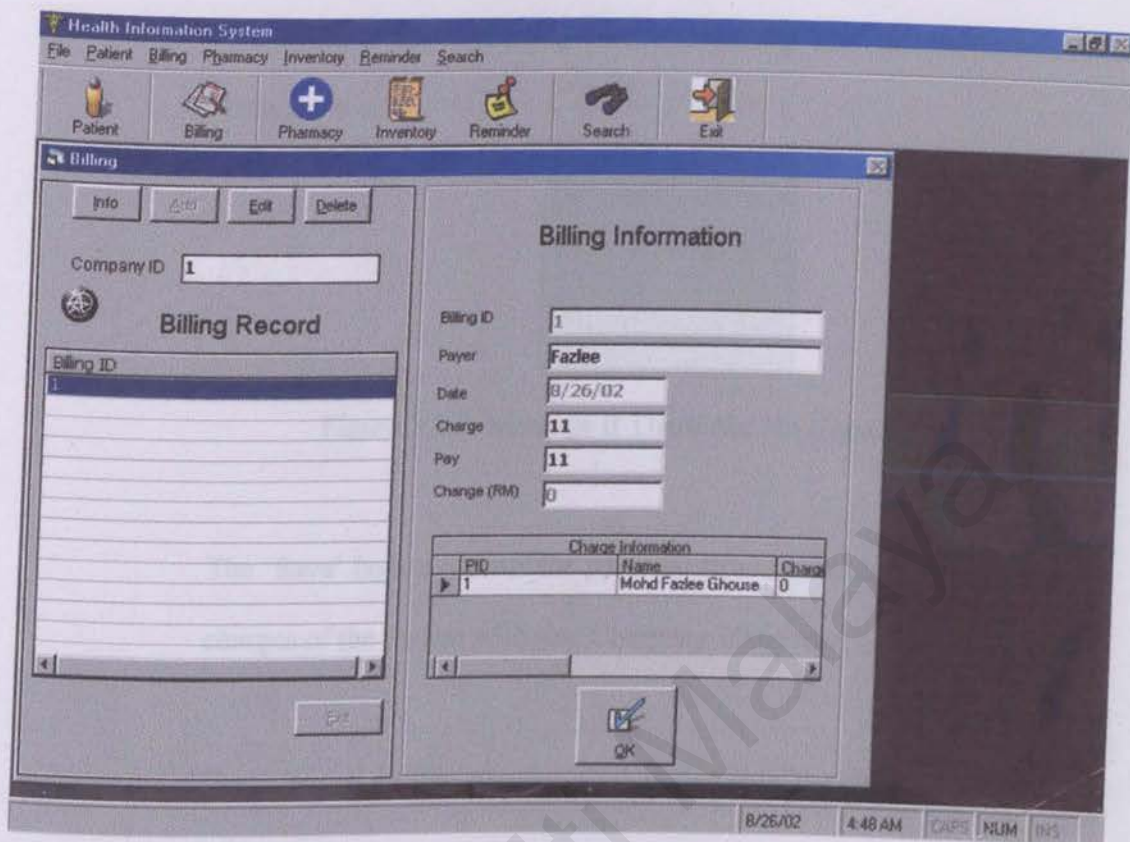 Health Information System
File Patient Billing Pharmacy Inventory Reminder Search
Patient Billing Pharmacy Inventory Reminder Search Exit
Billing
Info Edit Delete
Company ID 1
Billing Record
Billing ID
1
Billing Information
Billing ID 1
Payer Fazlee
Date 8/26/02
Charge 11
Pay 11
Change (RM) 0
Charge Information
PID Name Charge
1 Mohd Fazlee Ghouse 0
OK
8/26/02 4:48 AM CAPS NUM INS
Malaya